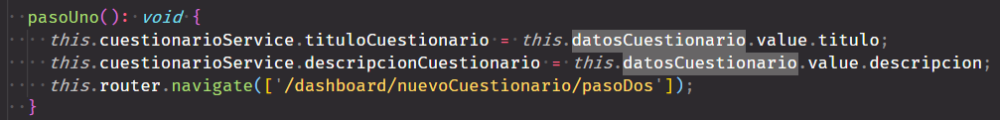 pasoUno(): void {
this.cuestionarioService.tituloCuestionario = this.datosCuestionario.value.titulo;
this.cuestionarioService.descripcionCuestionario = this.datosCuestionario.value.descripcion;
this.router.navigate(['/dashboard/nuevoCuestionario/pasoDos']);
}